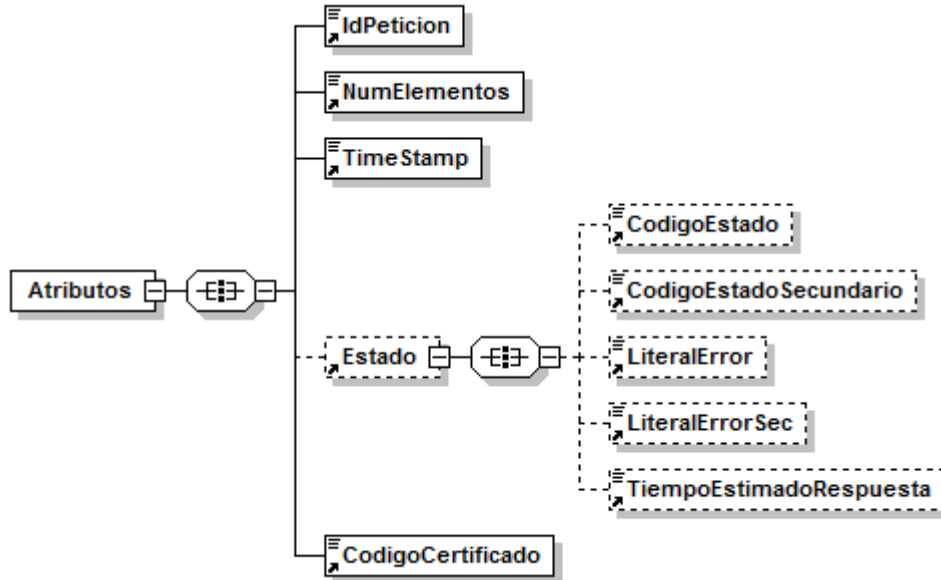 IdPeticion
NumElementos
TimeStamp
CodigoEstado
CodigoEstadoSecundario
Atributos
Estado
LiteralError
LiteralErrorSec
TiempoEstimadoRespuesta
CodigoCertificado